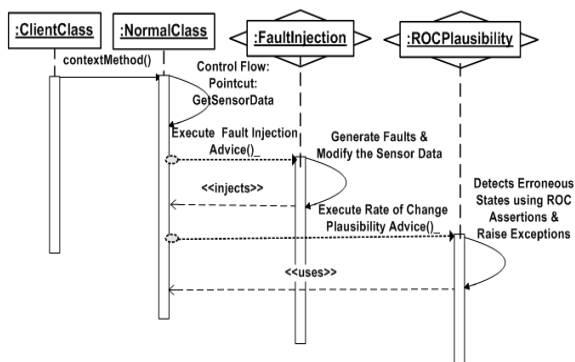 :ClientClass
:NormalClass
:FaultInjection
:ROCPlausibility
contextMethod()
Control Flow:
Pointcut:
GetSensorData
Execute Fault Injection
Advice()_
Generate Faults &
Modify the Sensor Data
<<injects>>
Execute Rate of Change
Plausibility Advice()_
Detects Erroneous
States using ROC
Assertions &
Raise Exceptions
<<uses>>